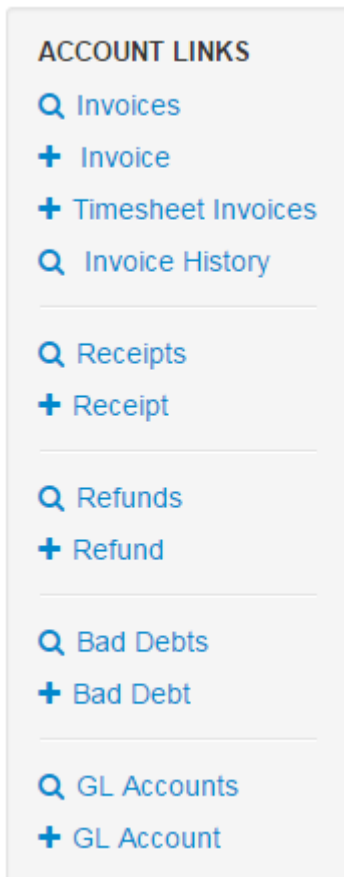 ACCOUNT LINKS
Invoices
Invoice
Timesheet Invoices
Invoice History
Receipts
Receipt
Refunds
Refund
Bad Debts
Bad Debt
GL Accounts
GL Account